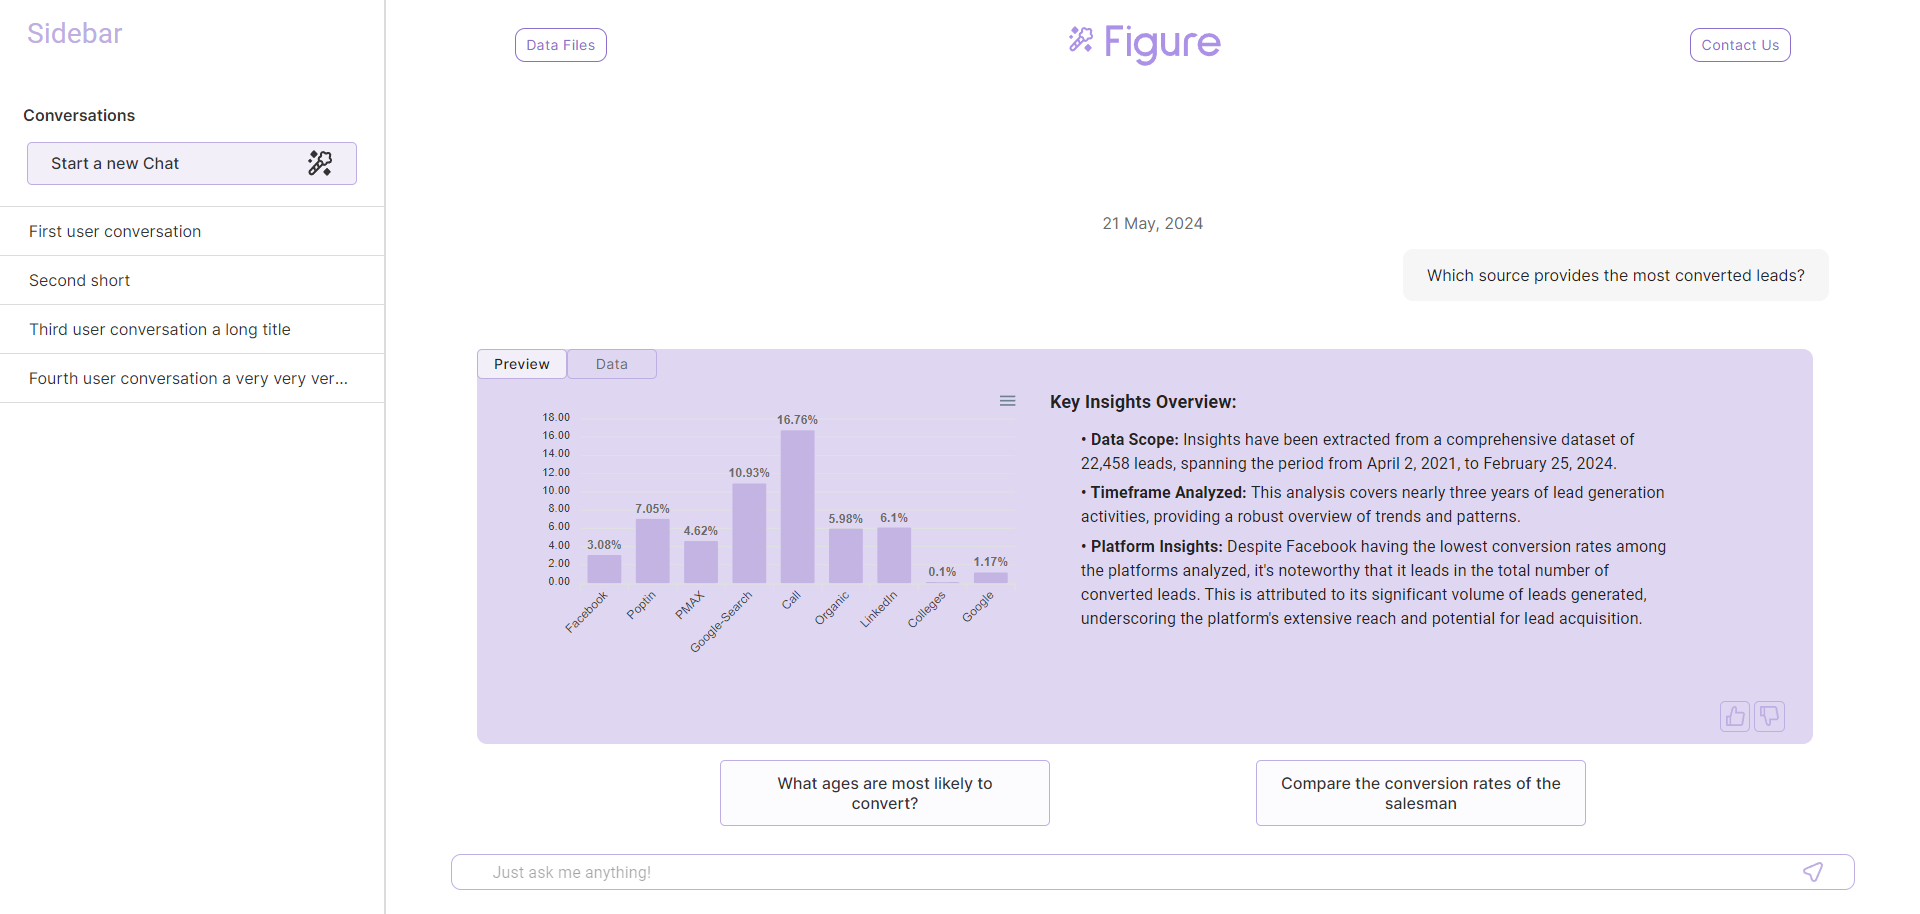 Sidebar
Data Files
Figure
Contact Us
Conversations
Start a new Chat
First user conversation
Second short
Third user conversation a long title
Fourth user conversation a very very ver...
21 May, 2024
Which source provides the most converted leads?
Preview
Data
18.00
16.00
14.00
12.00
10.00
8.00
6.00
4.00
2.00
0.00
3.08%
7.05%
4.62%
10.93%
16.76%
5.98%
6.1%
0.1%
1.17%
Facebook
Poptin
PMAX
Google-Search
Call
Organic
LinkedIn
Colleges
Google
Key Insights Overview:
• Data Scope: Insights have been extracted from a comprehensive dataset of
22,458 leads, spanning the period from April 2, 2021, to February 25, 2024.
• Timeframe Analyzed: This analysis covers nearly three years of lead generation
activities, providing a robust overview of trends and patterns.
• Platform Insights: Despite Facebook having the lowest conversion rates among
the platforms analyzed, it's noteworthy that it leads in the total number of
converted leads. This is attributed to its significant volume of leads generated,
underscoring the platform's extensive reach and potential for lead acquisition.
What ages are most likely to
convert?
Compare the conversion rates of the
salesman
Just ask me anything!